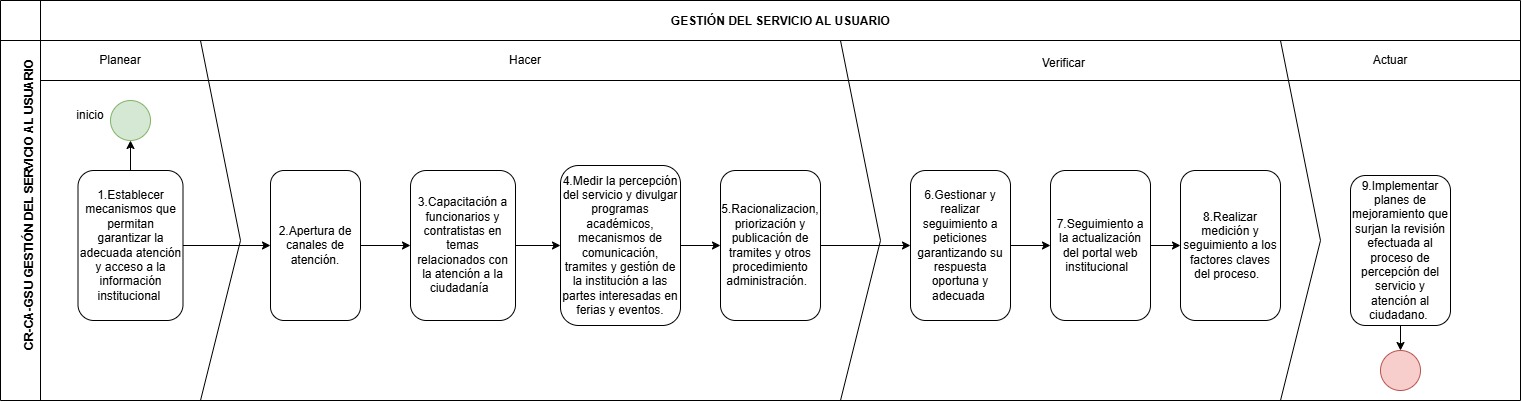 GESTIÓN DEL SERVICIO AL USUARIO
CR-CA-GSU GESTIÓN DEL SERVICIO AL USUARIO
Planear
Hacer
Verificar
Actuar
inicio
1.Establecer
mecanismos que
permitan
garantizar la
adecuada atención
y acceso a la
información
institucional
2.Apertura de
canales de
atención.
3.Capacitación a
funcionarios y
contratistas en
temas
relacionados con
la atención a la
ciudadanía
4.Medir la percepción
del servicio y divulgar
programas
académicos,
mecanismos de
comunicación,
tramites y gestión de
la institución a las
partes interesadas en
ferias y eventos.
5.Racionalizacion,
priorización y
publicación de
tramites y otros
procedimiento
administración.
6.Gestionar y
realizar
seguimiento a
peticiones
garantizando su
respuesta
oportuna y
adecuada
7.Seguimiento a
la actualización
del portal web
institucional
8.Realizar
medición y
seguimiento a los
factores claves
del proceso.
9.Implementar
planes de
mejoramiento que
surjan la revisión
efectuada al
proceso de
percepción del
servicio y
atención al
ciudadano.